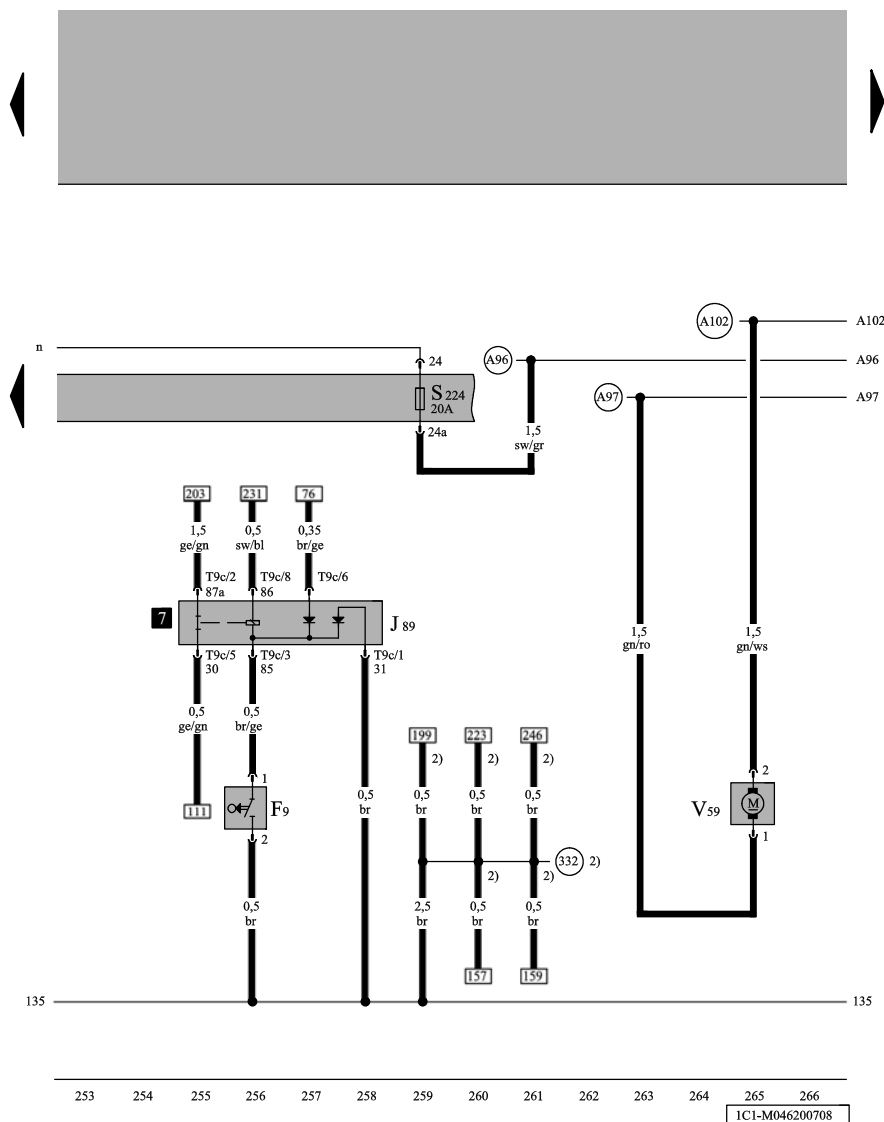 A102
A102
n
24
A96
A96
S 224
20A
A97
A97
24a
1,5
sw/gr
203
231
76
1,5
ge/gn
0,5
sw/bl
0,35
br/ge
T9c/2
87a
T9c/8
86
T9c/6
7
J 89
T9c/5
30
T9c/3
85
T9c/1
31
1,5
gn/ro
1,5
gn/ws
0,5
ge/gn
0,5
br/ge
199
223
246
2)
2)
2)
1
2
111
F9
0,5
br
0,5
br
0,5
br
0,5
br
M
V59
2
1
332
2)
2)
2)
0,5
br
2,5
br
0,5
br
0,5
br
157
159
135
135
253
254
255
256
257
258
259
260
261
262
263
264
265
266
1C1-M046200708